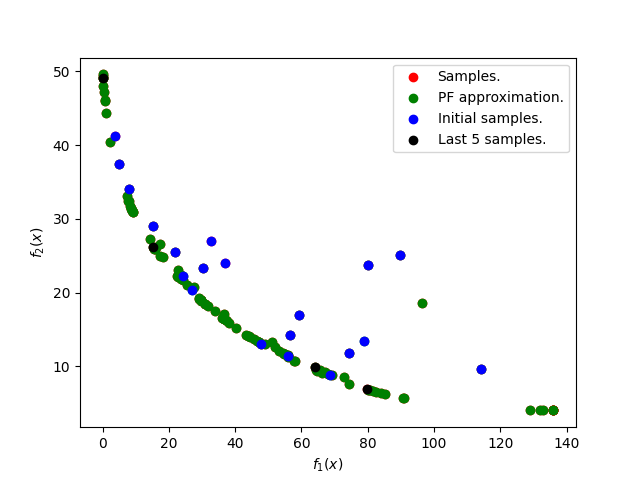 50
40
30
20
10
f₂(x)
0
20
40
60
80
100
120
140
f₁(x)
Samples.
PF approximation.
Initial samples.
Last 5 samples.